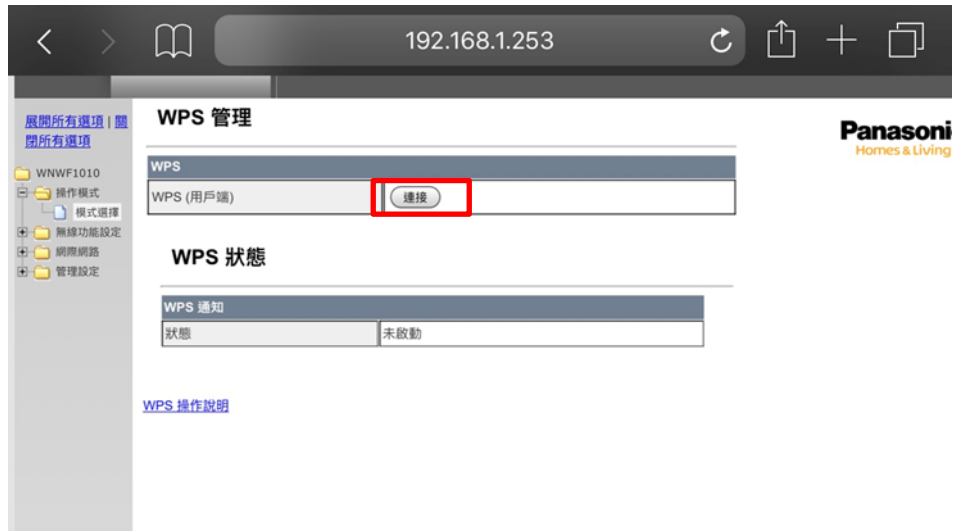 192.168.1.253
展開所有選項 | 關
閉所有選項
WNWF1010
操作模式
模式選擇
無線功能設定
網際網路
管理設定
WPS 管理
WPS
WPS (用戶端)
連接
WPS 狀態
WPS 通知
狀態
未啟動
WPS 操作說明
Panasoni
Homes & Living